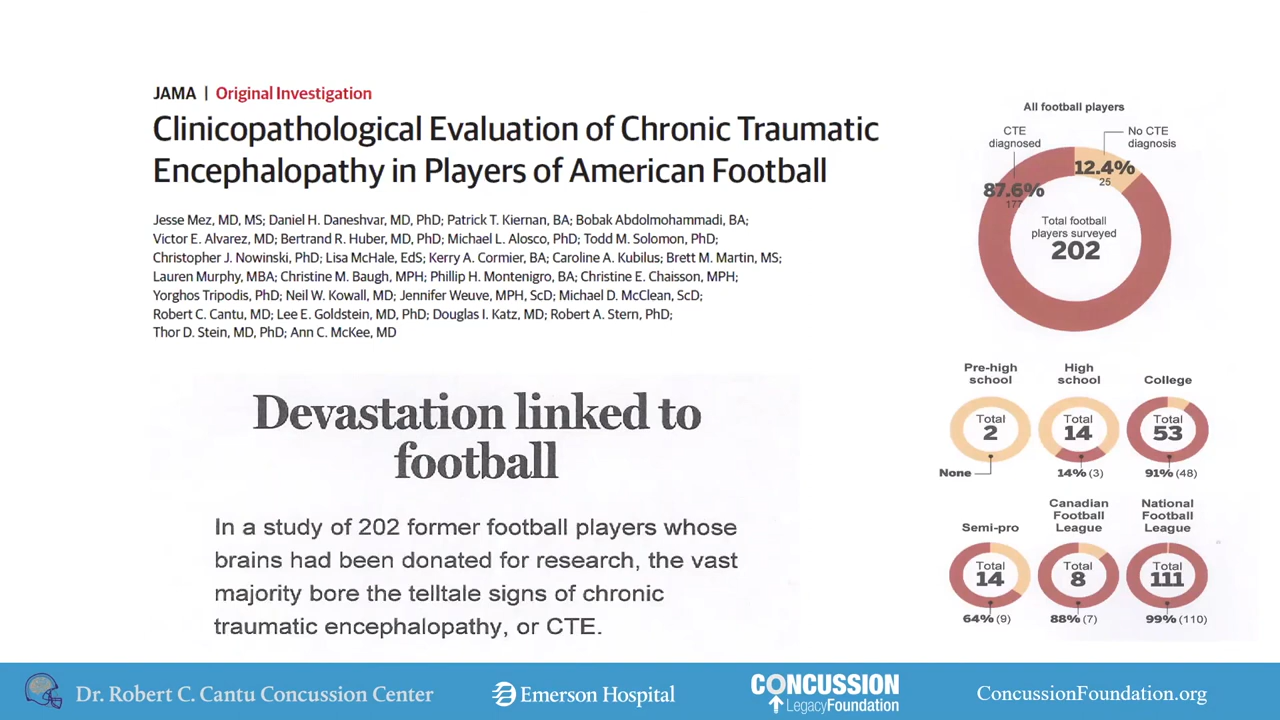 JAMA | Original Investigation
Clinicopathological Evaluation of Chronic Traumatic
Encephalopathy in Players of American Football
Jesse Mez, MD, MS; Daniel H. Daneshvar, MD, PhD; Patrick T. Kiernan, BA; Bobak Abdolmohammadi, BA;
Victor E. Alvarez, MD; Bertrand R. Huber, MD, PhD; Michael L. Alosco, PhD; Todd M. Solomon, PhD;
Christopher J. Nowinski, PhD; Lisa McHale, EdS; Kerry A. Cormier, BA; Caroline A. Kubilus; Brett M. Martin, MS;
Lauren Murphy, MBA; Christine M. Baugh, MPH; Phillip H. Montenigro, BA; Christine E. Chaisson, MPH;
Yorghos Tripodis, PhD; Neil W. Kowall, MD; Jennifer Weuve, MPH, ScD; Michael D. McClean, ScD;
Robert C. Cantu, MD; Lee E. Goldstein, MD, PhD; Douglas I. Katz, MD; Robert A. Stern, PhD;
Thor D. Stein, MD, PhD; Ann C. McKee, MD
Devastation linked to
football
In a study of 202 former football players whose
brains had been donated for research, the vast
majority bore the telltale signs of chronic
traumatic encephalopathy, or CTE.
All football players
CTE
diagnosed
No CTE
diagnosis
12.4%
25
87.6%
177
Total football
players surveyed
202
Pre-high
school
High
school
College
Total
2
Total
14
Total
53
None
14% (3)
91% (48)
Semi-pro
Canadian
Football
League
National
Football
League
Total
14
Total
8
Total
111
64% (9)
88% (7)
99% (110)
Dr. Robert C. Cantu Concussion Center
Emerson Hospital
CONCUSSION
LegacyFoundation
ConcussionFoundation.org